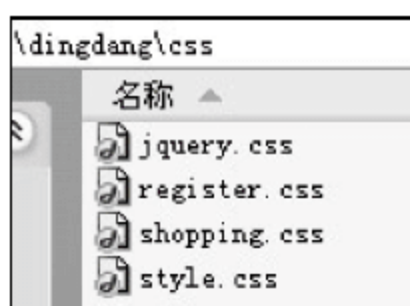 \dingdang\css
名称
jquery. css
register. css
shopping. css
style. css